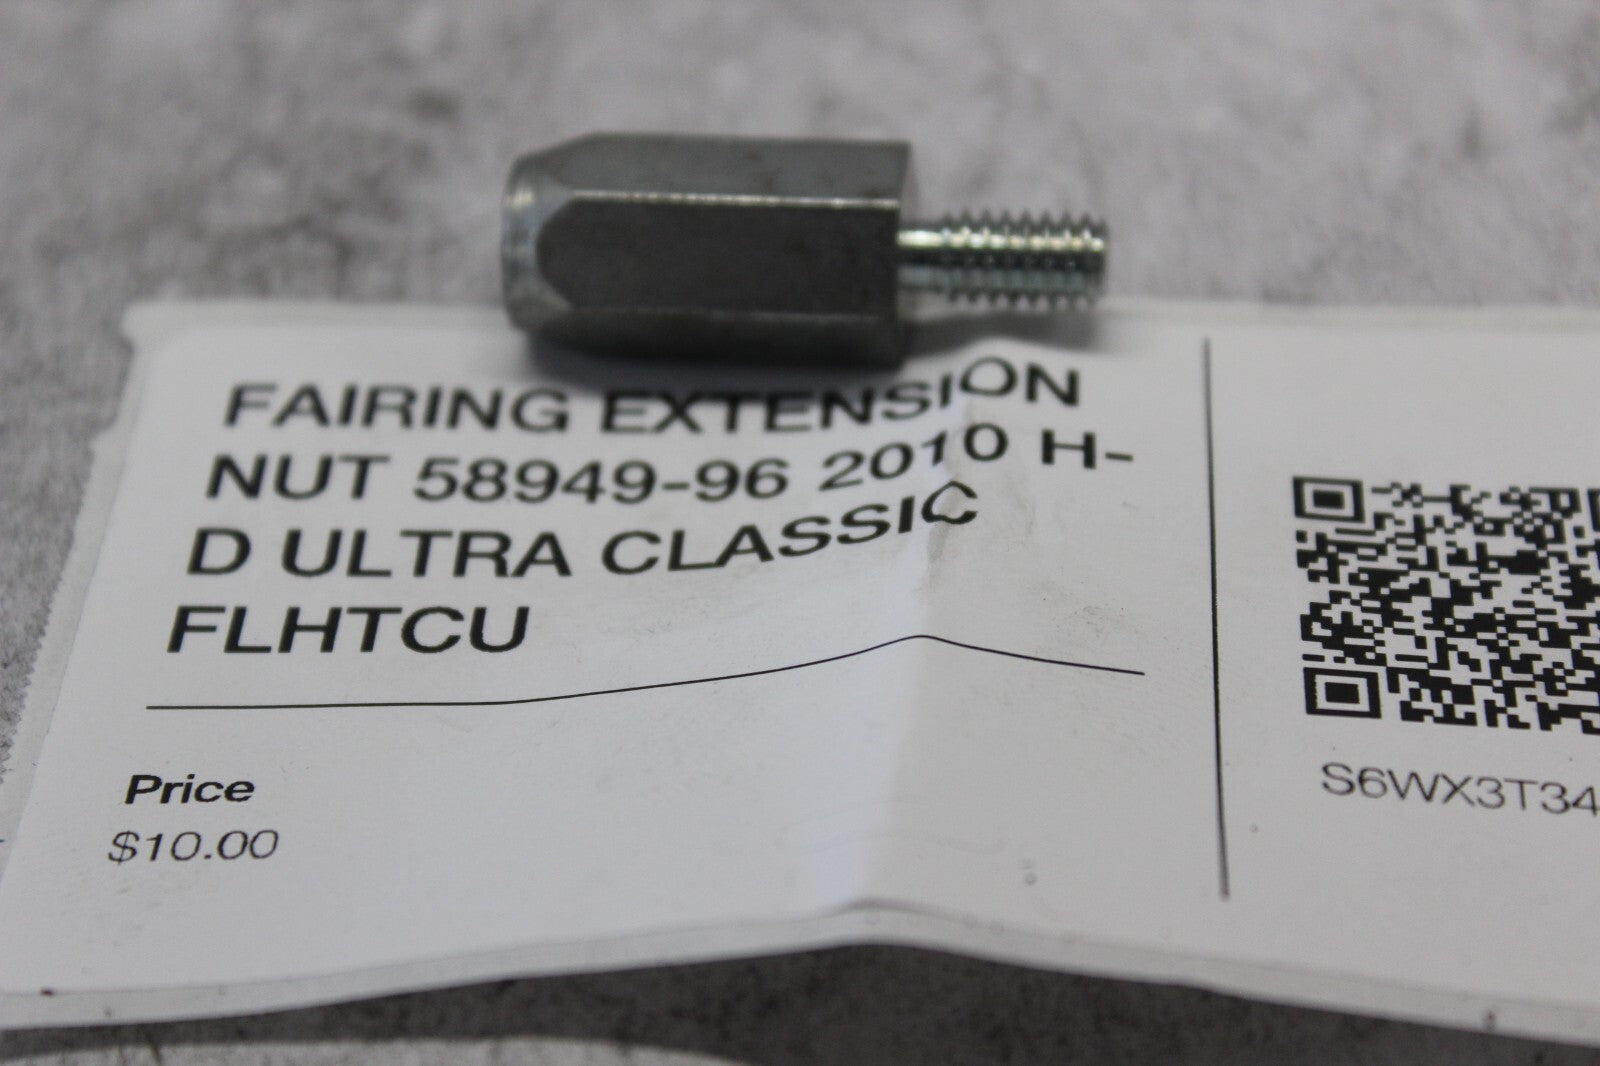 FAIRING EXTENSION
NUT 58949-96 2010 H-
D ULTRA CLASSIC
FLHTCU
Price
$10.00
S6WX3T34